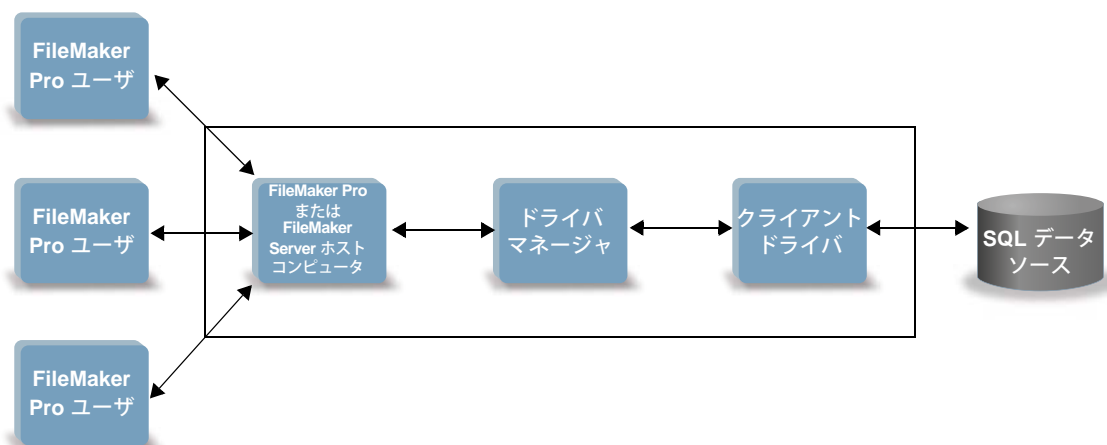 FileMaker
Pro ユーザ
FileMaker
Pro ユーザ
FileMaker
Pro ユーザ
FileMaker Pro
または
FileMaker
Server ホスト
コンピュータ
ドライバ
マネージャ
クライアント
ドライバ
SQL データ
ソース